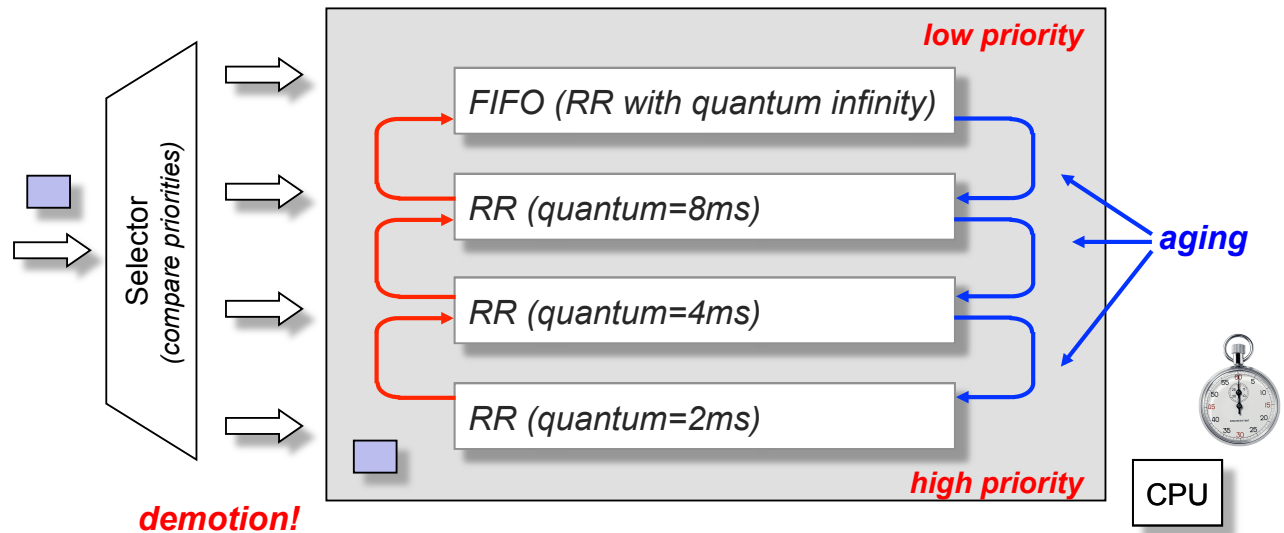 low priority
FIFO (RR with quantum infinity)
Selector
(compare priorities)
RR (quantum=8ms)
aging
RR (quantum=4ms)
RR (quantum=2ms)
high priority
CPU
demotion!